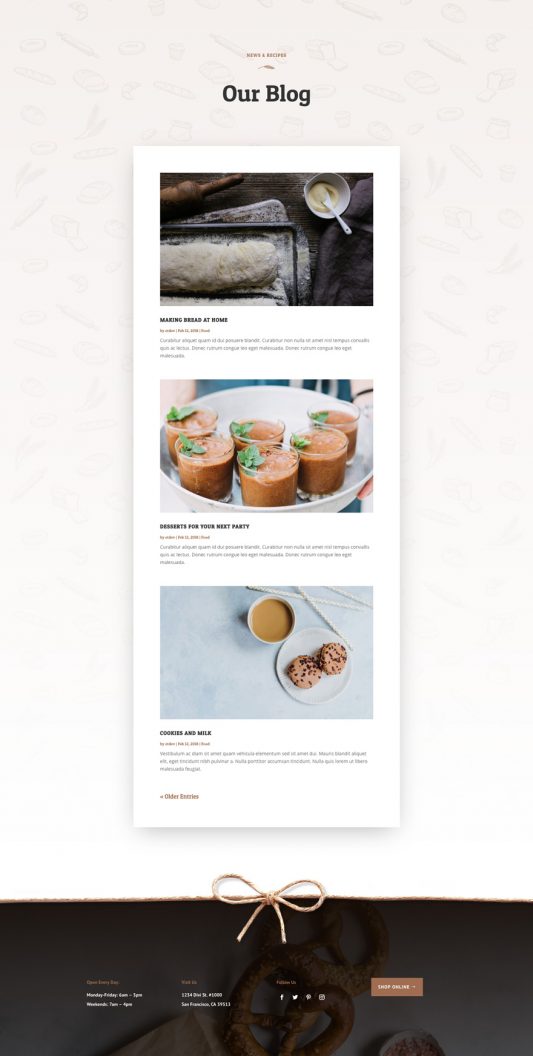 NEWS & RECIPES
Our Blog
MAKING BREAD AT HOME
by etdev | Feb 12, 2018 | Food
Curabitur aliquet quam id dui posuere blandit. Curabitur non nulla sit amet nisl tempus convallis
quis ac lectus. Donec rutrum congue leo eget malesuada. Donec rutrum congue leo eget
malesuada.
DESSERTS FOR YOUR NEXT PARTY
by etdev | Feb 12, 2018 | Food
Curabitur aliquet quam id dui posuere blandit. Curabitur non nulla sit amet nisl tempus convallis
quis ac lectus. Donec rutrum congue leo eget malesuada. Donec rutrum congue leo eget
malesuada.
COOKIES AND MILK
by etdev | Feb 12, 2018 | Food
Vestibulum ac diam sit amet quam vehicula elementum sed sit amet dui. Mauris blandit aliquet
elit, eget tincidunt nibh pulvinar a. Nulla porttitor accumsan tincidunt. Nulla quis lorem ut libero
malesuada feugiat.
« Older Entries
Open Every Day:
Monday-Friday: 6am — 5pm
Weekends: 7am — 4pm
Visit Us
1234 Divi St. #1000
San Francisco, CA 59513
Follow Us
SHOP ONLINE →